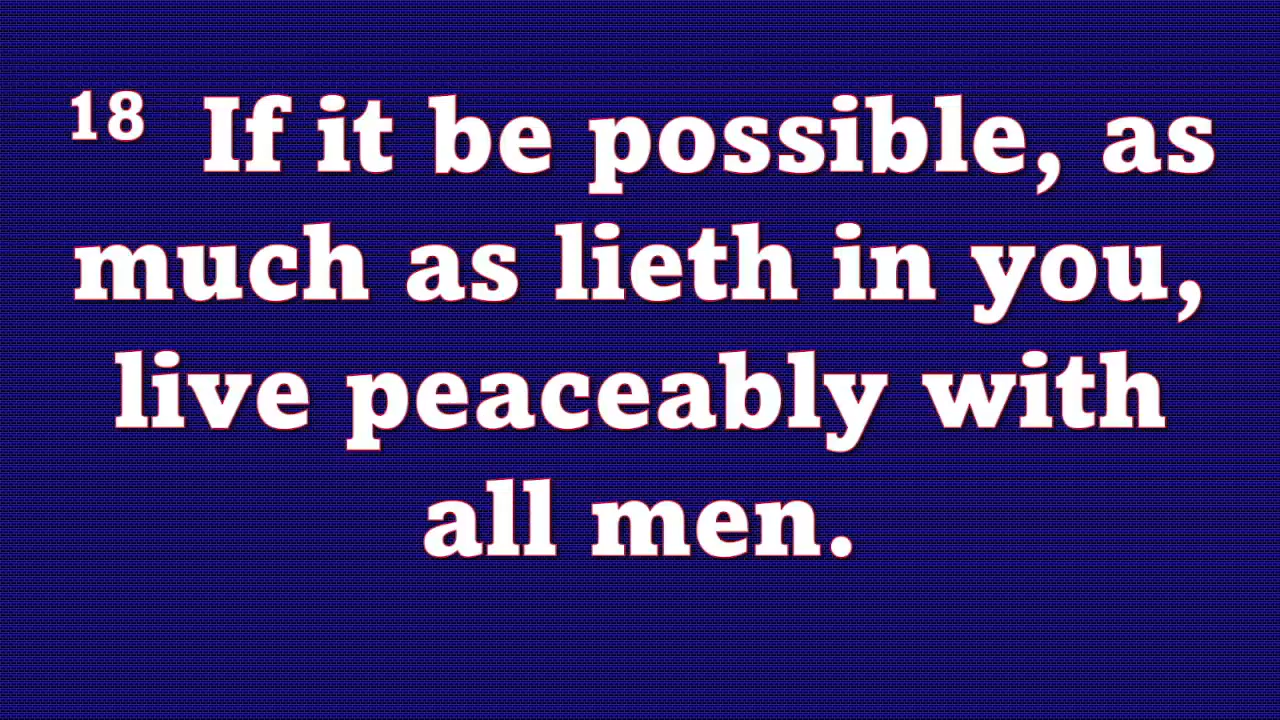 18 If it be possible, as
much as lieth in you,
live peaceably with
all men.